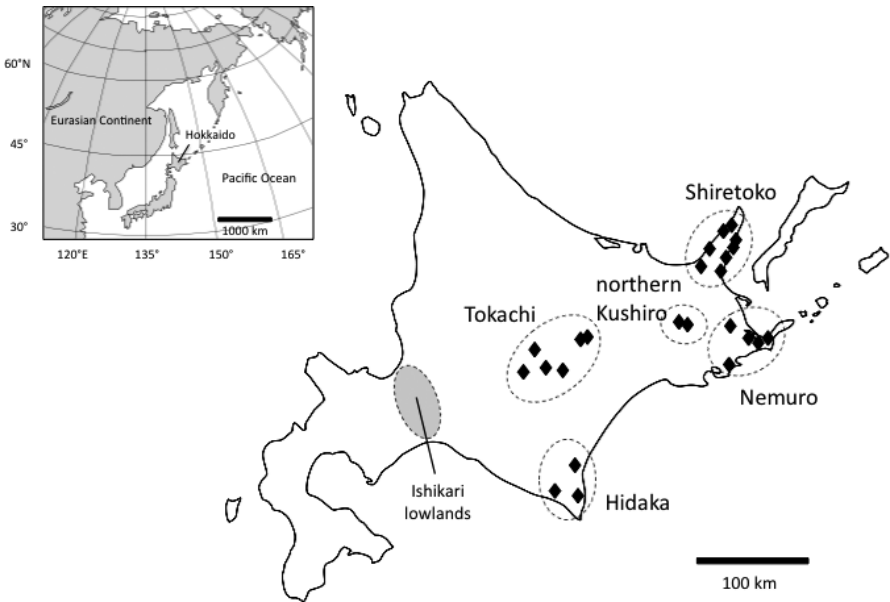 60°N
45°
30°
120°E
135°
150°
165°
Eurasian Continent
Hokkaido
Pacific Ocean
1000 km
Shiretoko
northern
Kushiro
Tokachi
Nemuro
Hidaka
Ishikari
lowlands
100 km